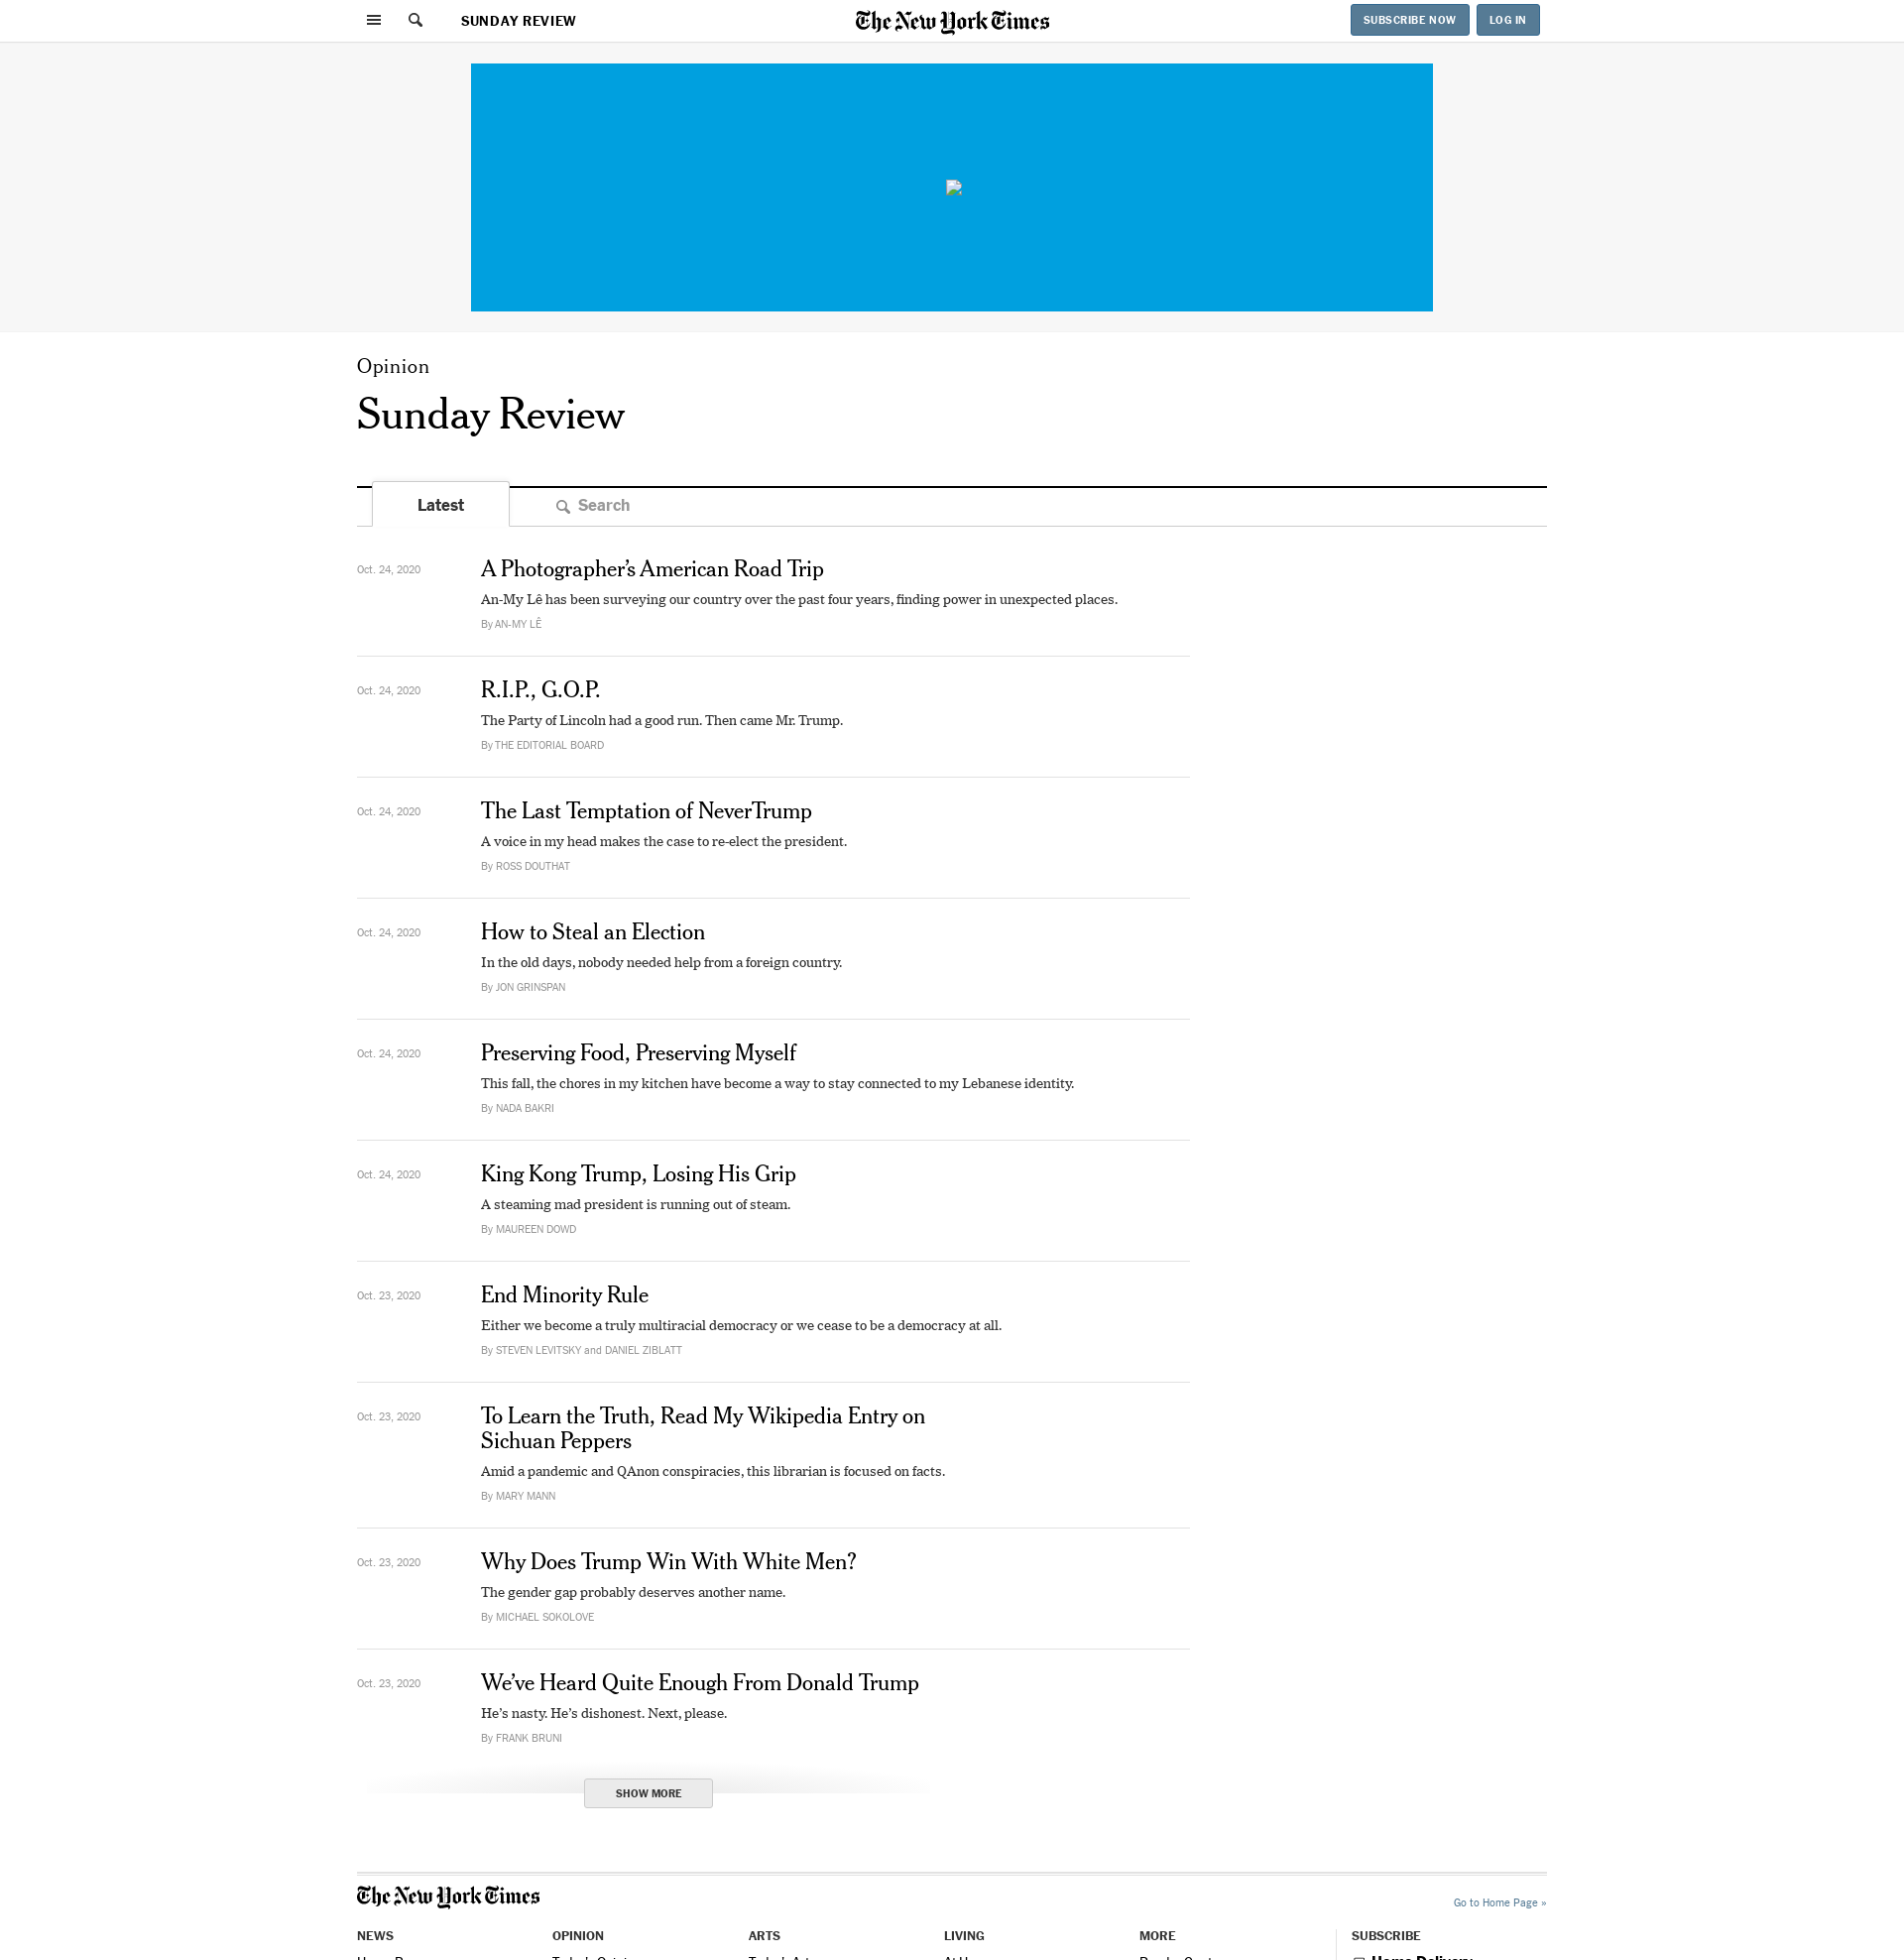 SUNDAY REVIEW
The New York Times
SUBSCRIBE NOW
LOG IN
Opinion
Sunday Review
Latest
Search
Oct. 24, 2020
A Photographer’s American Road Trip
An-My Lê has been surveying our country over the past four years, finding power in unexpected places.
By AN-MY LÊ
Oct. 24, 2020
R.I.P., G.O.P.
The Party of Lincoln had a good run. Then came Mr. Trump.
By THE EDITORIAL BOARD
Oct. 24, 2020
The Last Temptation of NeverTrump
A voice in my head makes the case to re-elect the president.
By ROSS DOUTHAT
Oct. 24, 2020
How to Steal an Election
In the old days, nobody needed help from a foreign country.
By JON GRINSPAN
Oct. 24, 2020
Preserving Food, Preserving Myself
This fall, the chores in my kitchen have become a way to stay connected to my Lebanese identity.
By NADA BAKRI
Oct. 24, 2020
King Kong Trump, Losing His Grip
A steaming mad president is running out of steam.
By MAUREEN DOWD
Oct. 23, 2020
End Minority Rule
Either we become a truly multiracial democracy or we cease to be a democracy at all.
By STEVEN LEVITSKY and DANIEL ZIBLATT
Oct. 23, 2020
To Learn the Truth, Read My Wikipedia Entry on
Sichuan Peppers
Amid a pandemic and QAnon conspiracies, this librarian is focused on facts.
By MARY MANN
Oct. 23, 2020
Why Does Trump Win With White Men?
The gender gap probably deserves another name.
By MICHAEL SOKOLOVE
Oct. 23, 2020
We’ve Heard Quite Enough From Donald Trump
He’s nasty. He’s dishonest. Next, please.
By FRANK BRUNI
SHOW MORE
The New York Times
Go to Home Page »
NEWS
OPINION
ARTS
LIVING
MORE
SUBSCRIBE
Home Delivery